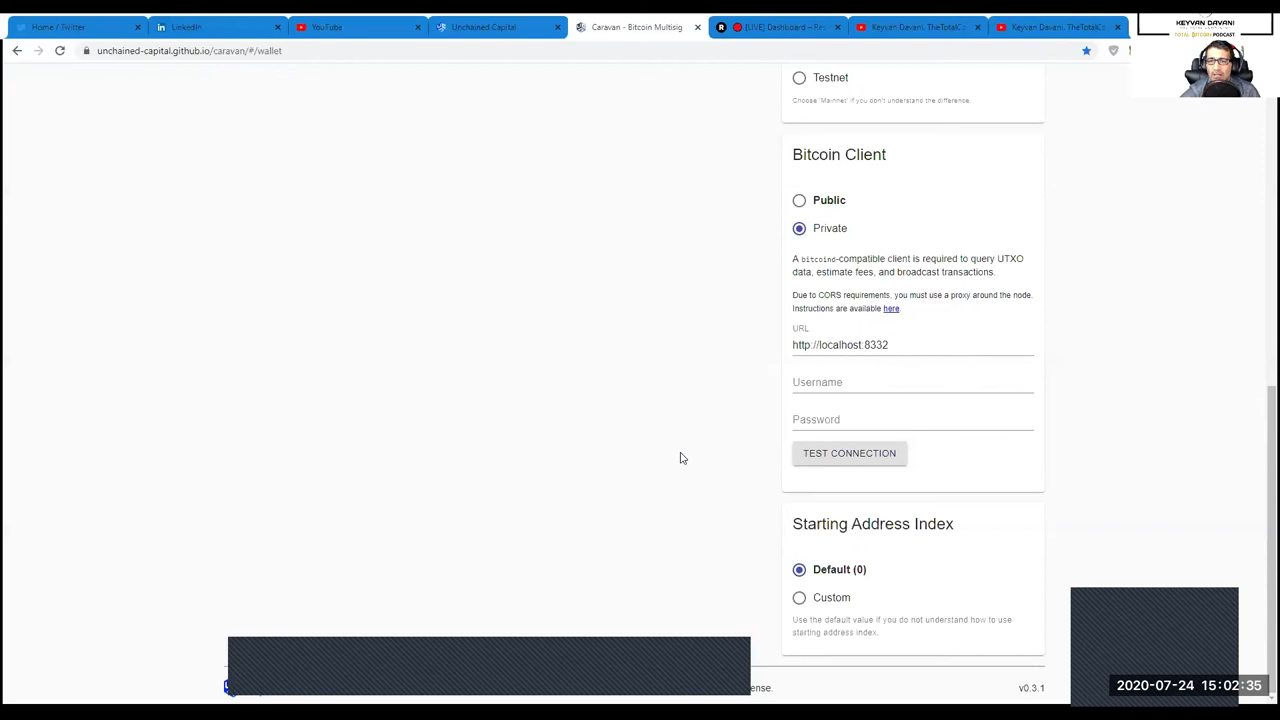 Home / Twitter
LinkedIn
YouTube
Unchained Capital
Caravan - Bitcoin Multisig
[LIVE] Dashboard – Re
Keyvan Davani, TheTotalC
Keyvan Davani, TheTotalC
KEYVAN DAVANI
TOTAL BITCOIN PODCAST
unchained-capital.github.io/caravan/#/wallet
Testnet
Choose 'Mainnet' if you don't understand the difference.
Bitcoin Client
Public
Private
A bitcoind-compatible client is required to query UTXO
data, estimate fees, and broadcast transactions.
Due to CORS requirements, you must use a proxy around the node.
Instructions are available here.
URL
http://localhost:8332
Username
Password
TEST CONNECTION
Starting Address Index
Default (0)
Custom
Use the default value if you do not understand how to use
starting address index.
ense.
v0.3.1
2020-07-24 15:02:35